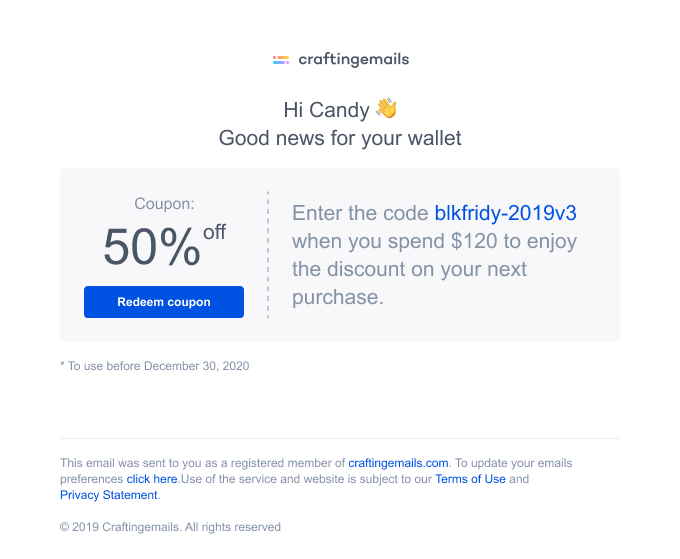 craftingemails
Hi Candy 👋
Good news for your wallet
Coupon:
50% off
Redeem coupon
Enter the code blkfridy-2019v3
when you spend $120 to enjoy
the discount on your next
purchase.
* To use before December 30, 2020
This email was sent to you as a registered member of craftingemails.com. To update your emails
preferences click here.Use of the service and website is subject to our Terms of Use and
Privacy Statement.
© 2019 Craftingemails. All rights reserved